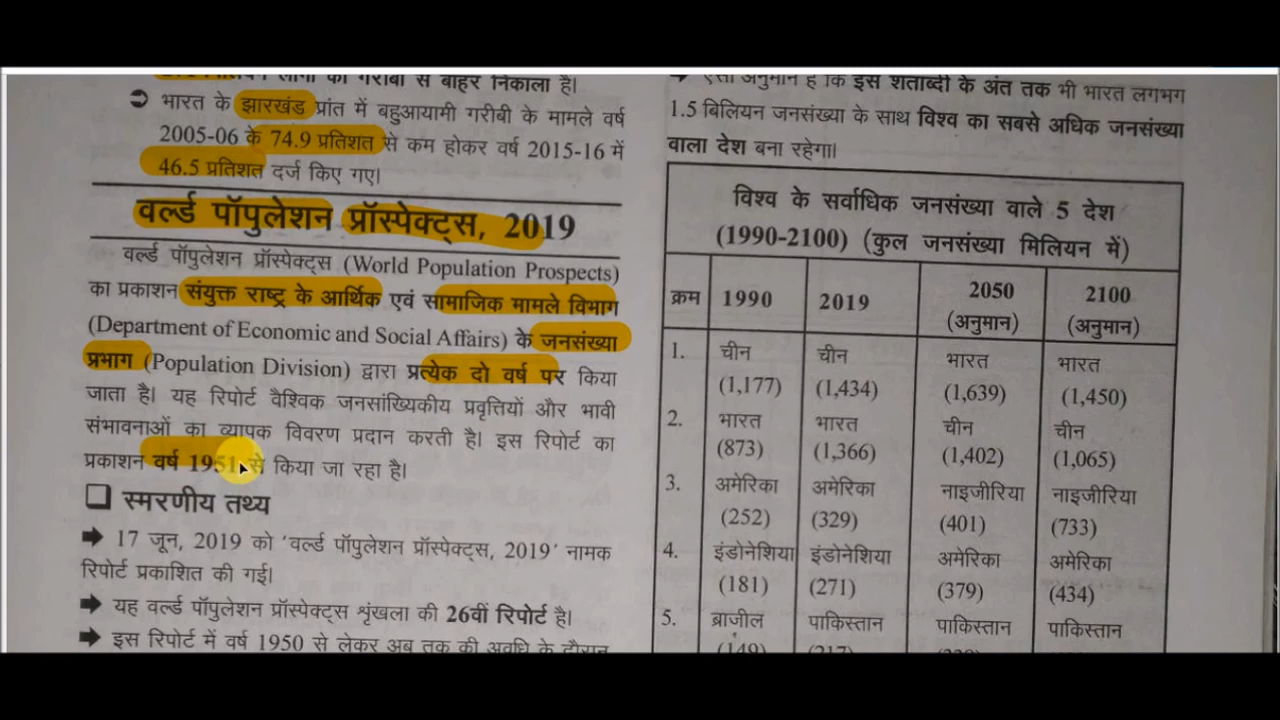 लोगों को गरीबी से बाहर निकाला है।
भारत के झारखंड प्रांत में बहुआयामी गरीबी के मामले वर्ष
2005-06 के 74.9 प्रतिशत से कम होकर वर्ष 2015-16 में
46.5 प्रतिशत दर्ज किए गए।
वर्ल्ड पॉपुलेशन प्रॉस्पेक्ट्स, 2019
वर्ल्ड पॉपुलेशन प्रॉस्पेक्ट्स (World Population Prospects)
का प्रकाशन संयुक्त राष्ट्र के आर्थिक एवं सामाजिक मामले विभाग
(Department of Economic and Social Affairs) के जनसंख्या
प्रभाग (Population Division) द्वारा प्रत्येक दो वर्ष पर किया
जाता है। यह रिपोर्ट वैश्विक जनसांख्यिकीय प्रवृत्तियों और भावी
संभावनाओं का व्यापक विवरण प्रदान करती है। इस रिपोर्ट का
प्रकाशन वर्ष 1951 से किया जा रहा है।
❑ स्मरणीय तथ्य
➡ 17 जून, 2019 को 'वर्ल्ड पॉपुलेशन प्रॉस्पेक्ट्स, 2019' नामक
रिपोर्ट प्रकाशित की गई।
➡ यह वर्ल्ड पॉपुलेशन प्रॉस्पेक्ट्स शृंखला की 26वीं रिपोर्ट है।
➡ इस रिपोर्ट में वर्ष 1950 से लेकर अब तक की अवधि के दौरान
ऐसा अनुमान है कि इस शताब्दी के अंत तक भी भारत लगभग
1.5 बिलियन जनसंख्या के साथ विश्व का सबसे अधिक जनसंख्या
वाला देश बना रहेगा।
विश्व के सर्वाधिक जनसंख्या वाले 5 देश
(1990-2100) (कुल जनसंख्या मिलियन में)
क्रम 1990 2019 2050 2100
(अनुमान) (अनुमान)
1. चीन चीन भारत भारत
(1,177) (1,434) (1,639) (1,450)
2. भारत भारत चीन चीन
(873) (1,366) (1,402) (1,065)
3. अमेरिका अमेरिका नाइजीरिया नाइजीरिया
(252) (329) (401) (733)
4. इंडोनेशिया इंडोनेशिया अमेरिका अमेरिका
(181) (271) (379) (434)
5. ब्राजील पाकिस्तान पाकिस्तान पाकिस्तान
(149) (217)